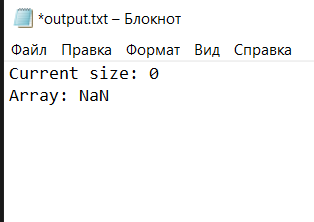 *output.txt – Блокнот
Файл Правка Формат Вид Справка
Current size: 0
Array: NaN